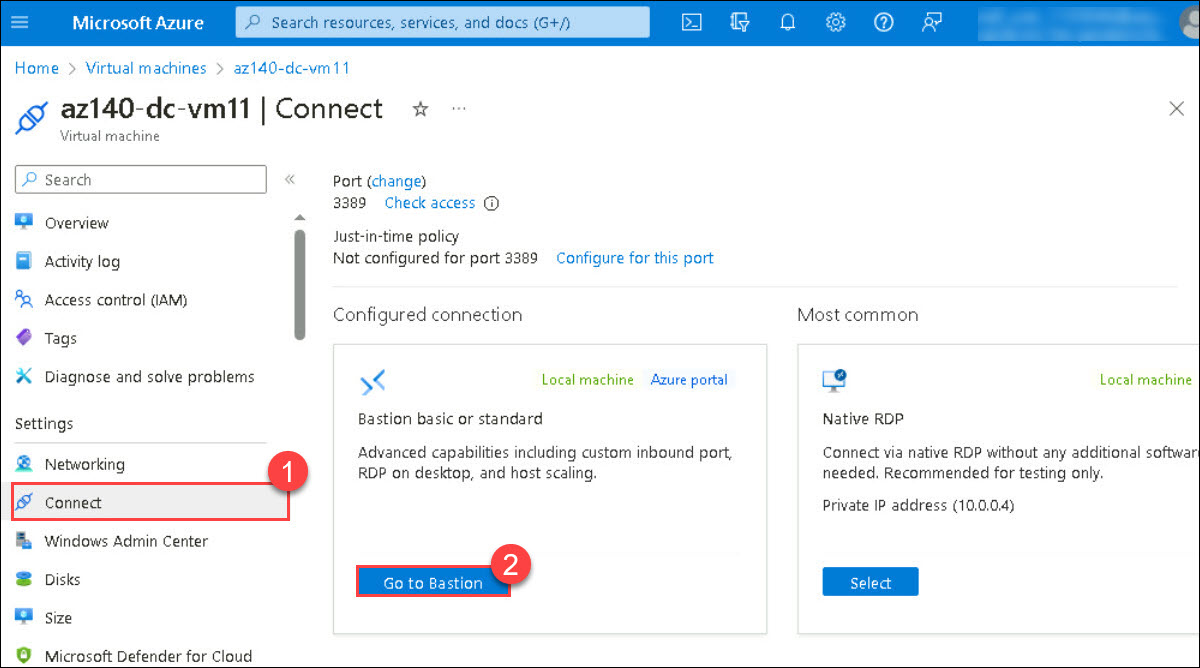 Microsoft Azure
Search resources, services, and docs (G+/)
Home > Virtual machines > az140-dc-vm11
az140-dc-vm11 | Connect
Virtual machine
Search
Overview
Activity log
Access control (IAM)
Tags
Diagnose and solve problems
Settings
Networking
1
Connect
Windows Admin Center
Disks
Size
Microsoft Defender for Cloud
Port (change)
3389 Check access
Just-in-time policy
Not configured for port 3389 Configure for this port
Configured connection
Local machine Azure portal
Bastion basic or standard
Advanced capabilities including custom inbound port,
RDP on desktop, and host scaling.
2
Go to Bastion
Most common
Local machine
Native RDP
Connect via native RDP without any additional software
needed. Recommended for testing only.
Private IP address (10.0.0.4)
Select